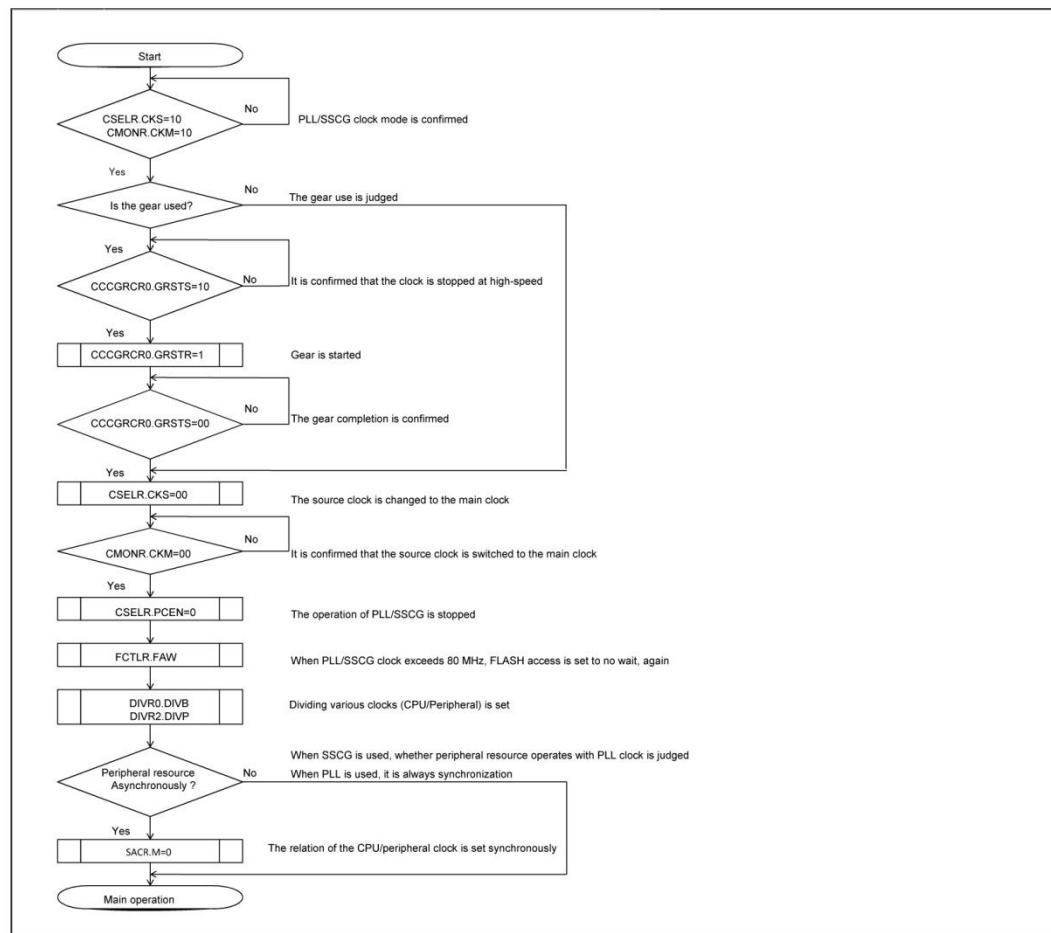 Start
No
CSELR.CKS=10
CMONR.CKM=10
PLL/SSCG clock mode is confirmed
Yes
No
Is the gear used?
The gear use is judged
Yes
No
CCCGRCR0.GRSTS=10
It is confirmed that the clock is stopped at high-speed
Yes
CCCGRCR0.GRSTR=1
Gear is started
No
CCCGRCR0.GRSTS=00
The gear completion is confirmed
Yes
CSELR.CKS=00
The source clock is changed to the main clock
No
CMONR.CKM=00
It is confirmed that the source clock is switched to the main clock
Yes
CSELR.PCEN=0
The operation of PLL/SSCG is stopped
FCTLR.FAW
When PLL/SSCG clock exceeds 80 MHz, FLASH access is set to no wait, again
DIVR0.DIVB
DIVR2.DIVP
Dividing various clocks (CPU/Peripheral) is set
When SSCG is used, whether peripheral resource operates with PLL clock is judged
Peripheral resource
Asynchronously ?
No
When PLL is used, it is always synchronization
Yes
SACR.M=0
The relation of the CPU/peripheral clock is set synchronously
Main operation